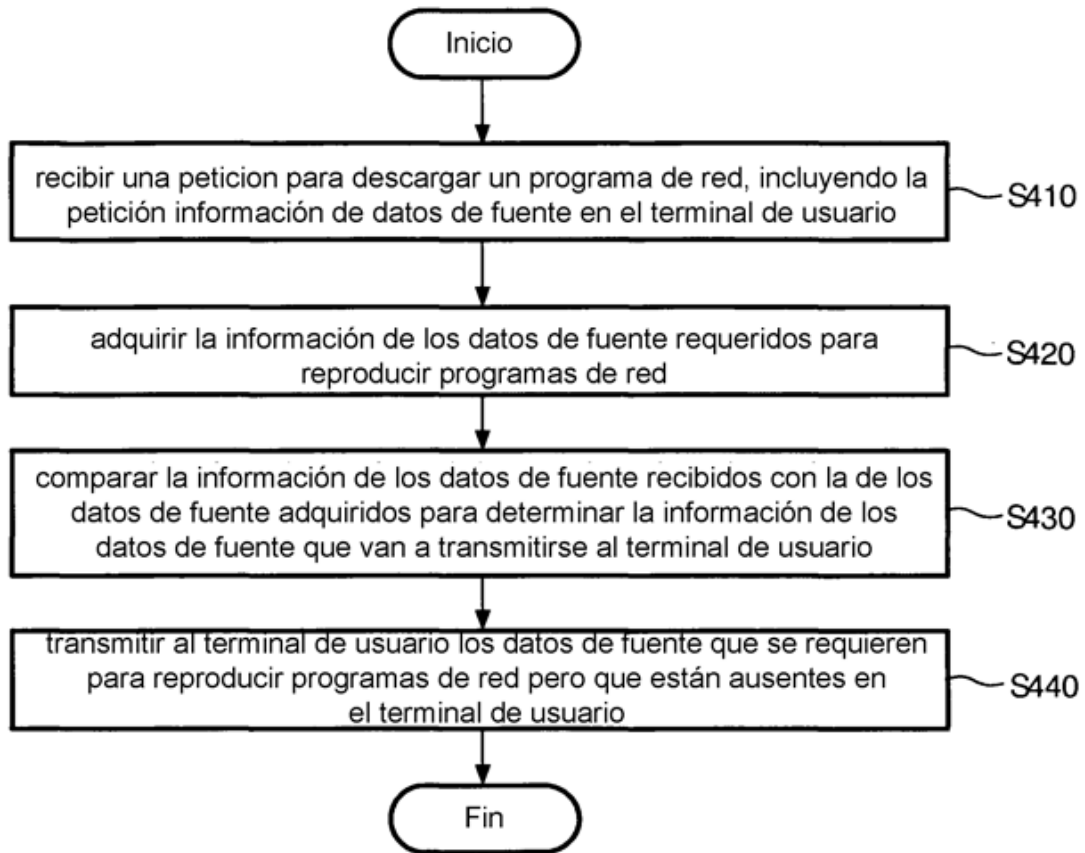 Inicio
recibir una peticion para descargar un programa de red, incluyendo la
petición información de datos de fuente en el terminal de usuario
S410
adquirir la información de los datos de fuente requeridos para
reproducir programas de red
S420
comparar la información de los datos de fuente recibidos con la de los
datos de fuente adquiridos para determinar la información de los
datos de fuente que van a transmitirse al terminal de usuario
S430
transmitir al terminal de usuario los datos de fuente que se requieren
para reproducir programas de red pero que están ausentes en
el terminal de usuario
S440
Fin